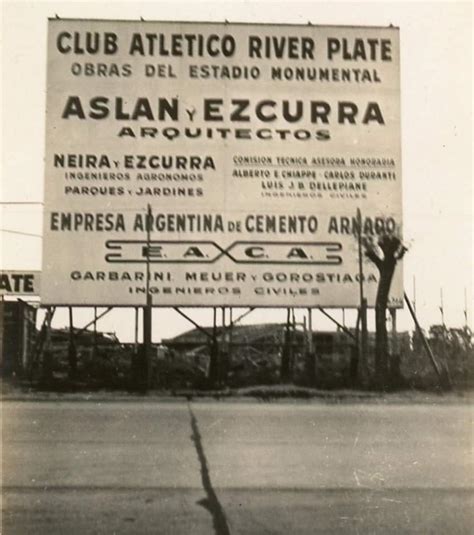 CLUB ATLETICO RIVER PLATE
OBRAS DEL ESTADIO MONUMENTAL
ASLAN Y EZCURRA
ARQUITECTOS
NEIRA Y EZCURRA
INGENIEROS AGRONOMOS
PARQUES Y JARDINES
COMISION TECNICA ASESORA HONORARIA
ALBERTO E CHIAPPE - CARLOS DURANTI
LUIS J.B. DELLEPIANE
INGENIEROS CIVILES
EMPRESA ARGENTINA DE CEMENTO ARMADO
E.A.C.A.
GARBARINI MEUER Y GOROSTIAGA
INGENIEROS CIVILES
ATE